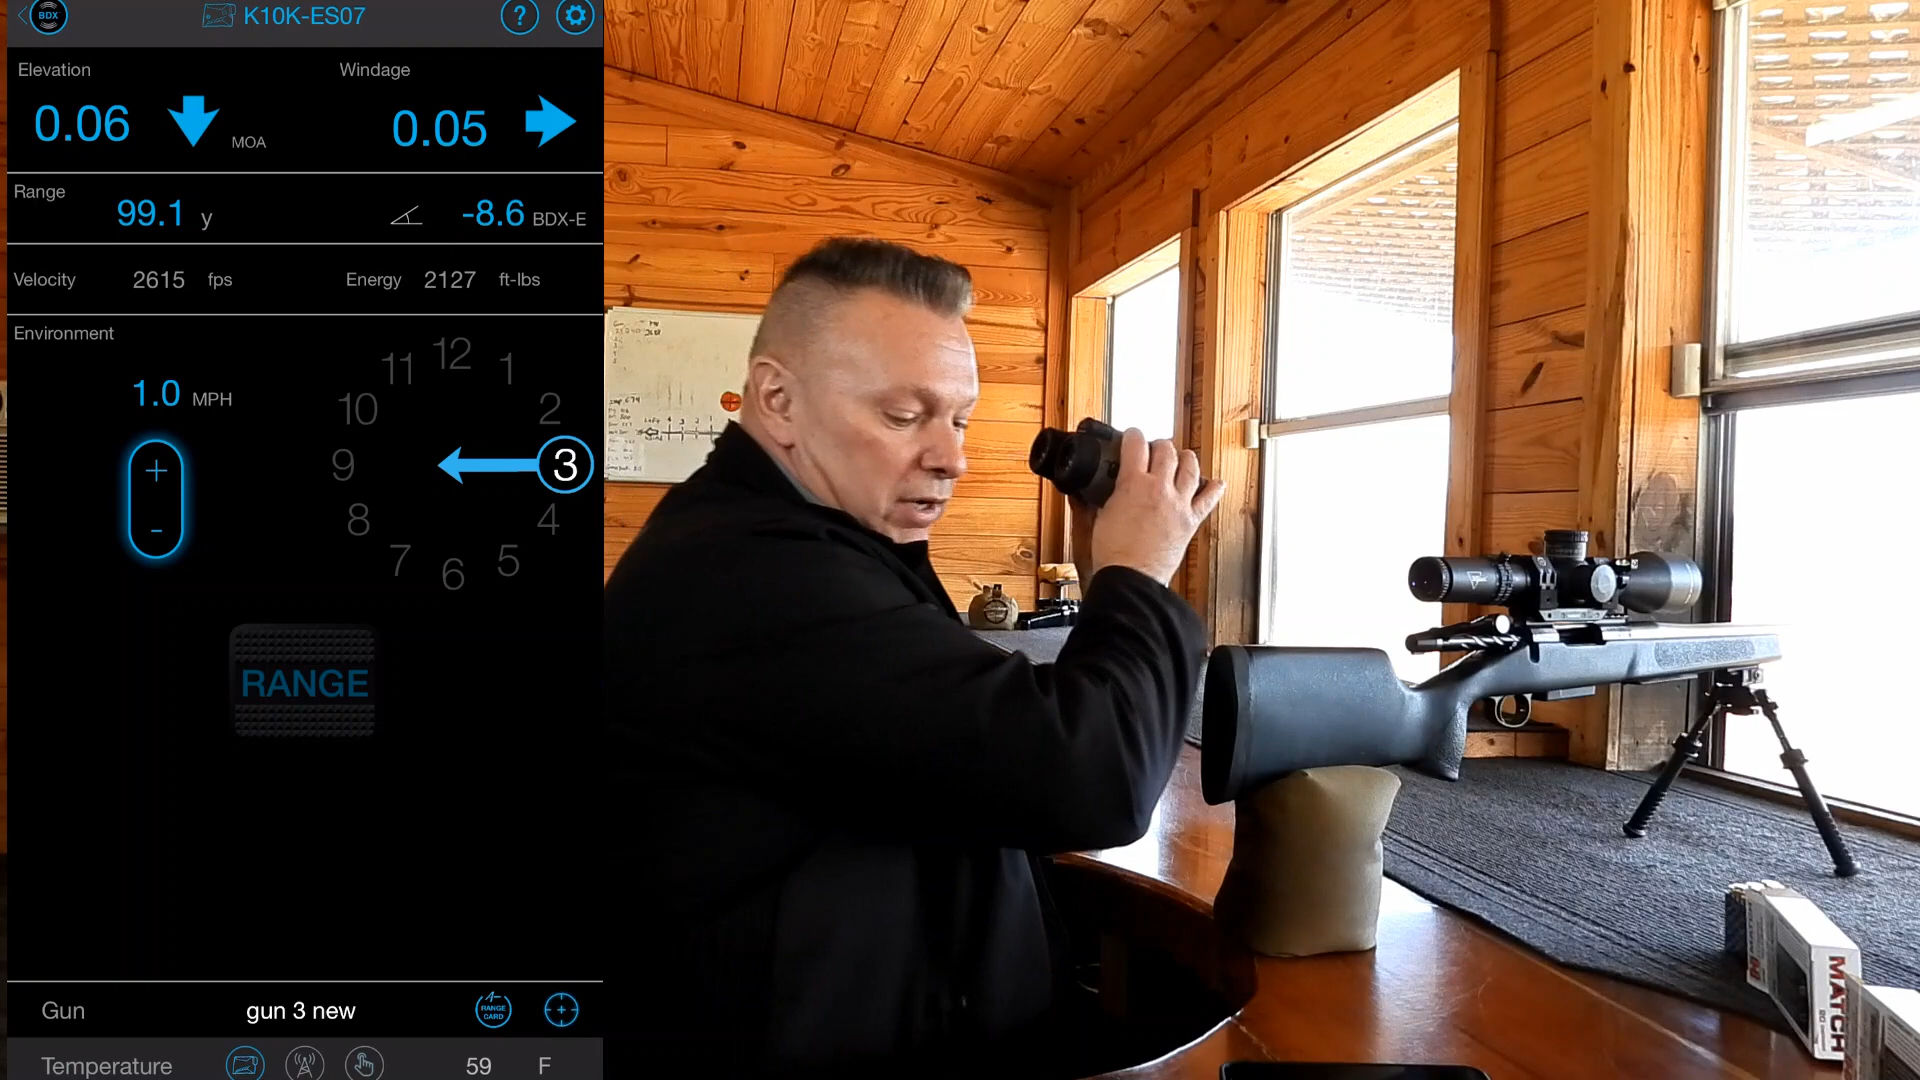 BDX
K10K-ES07
?
Elevation
Windage
0.06
MOA
0.05
Range
99.1 y
-8.6 BDX-E
Velocity 2615 fps
Energy 2127 ft-lbs
Environment
1.0 MPH
+
-
12
1
2
3
4
5
6
7
8
9
10
11
RANGE
Gun gun 3 new
RANGE
CARD
Temperature 59 F
MATCH